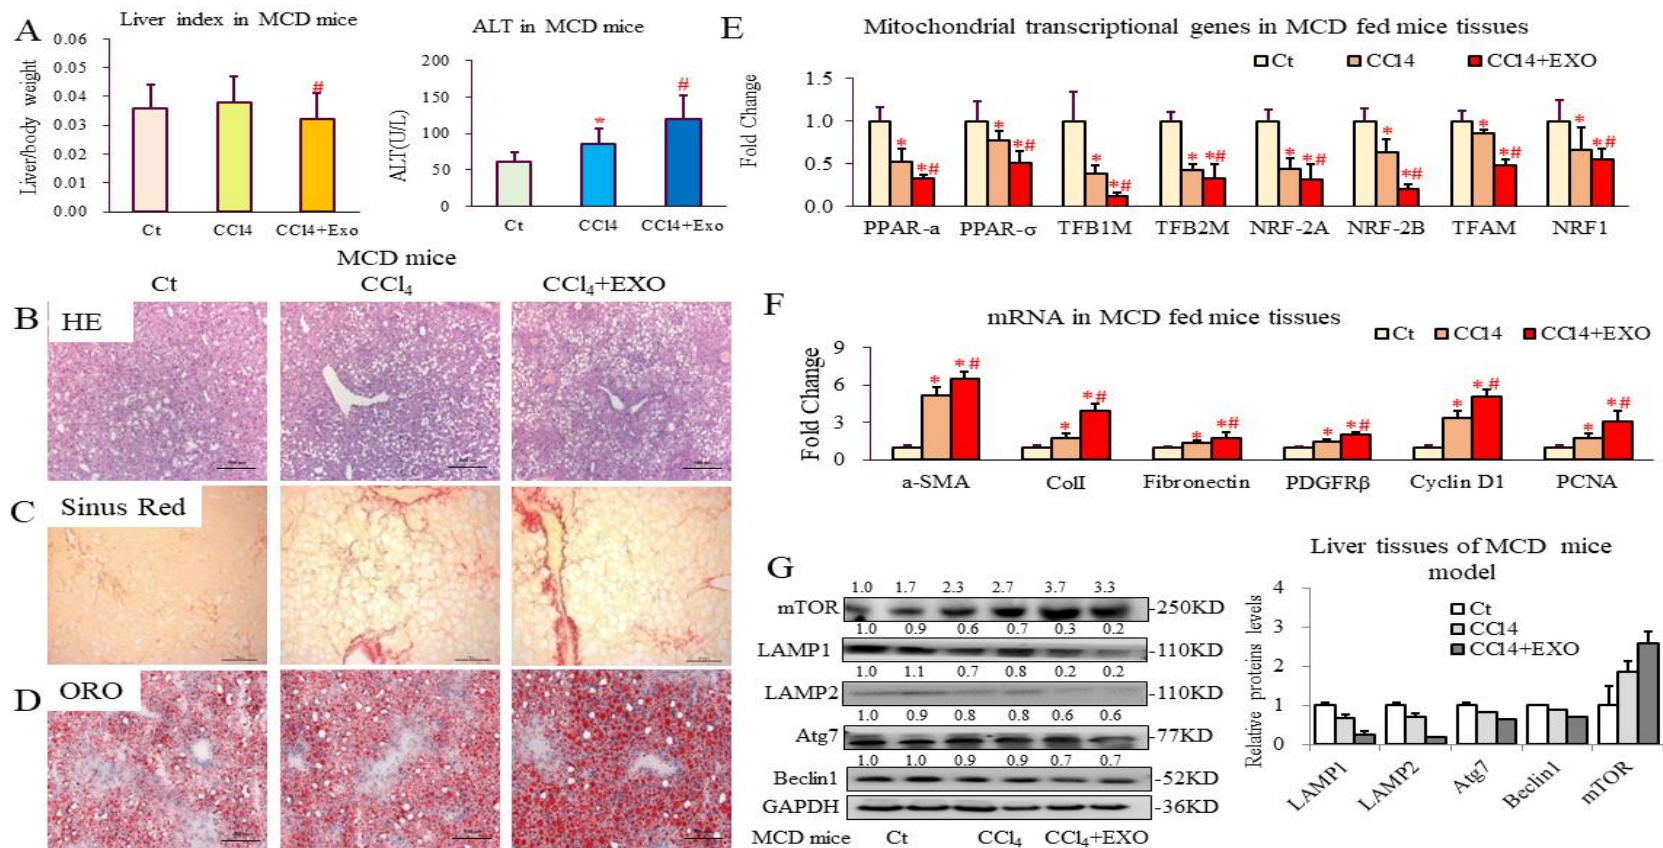 A
Liver index in MCD mice
Liver/body weight
0.06
0.05
0.04
0.03
0.02
0.01
0.00
#
Ct
CCl4
CCl4+Exo
ALT in MCD mice
ALT(U/L)
200
150
100
50
0
*
#
Ct
CCl4
CCl4+Exo
MCD mice
Ct
CCl4
CCl4+EXO
B
HE
C
Sinus Red
D
ORO
E
Mitochondrial transcriptional genes in MCD fed mice tissues
Ct
CCl4
CCl4+EXO
Fold Change
1.5
1.0
0.5
0.0
* *#
* *#
* *#
* *#
* *#
* *#
* *#
* *#
PPAR-a
PPAR-σ
TFB1M
TFB2M
NRF-2A
NRF-2B
TFAM
NRF1
F
mRNA in MCD fed mice tissues
Ct
CCl4
CCl4+EXO
Fold Change
9
6
3
0
* *#
* *#
* *#
* *#
* *#
* *#
a-SMA
ColI
Fibronectin
PDGFRβ
Cyclin D1
PCNA
G
1.0 1.7 2.3 2.7 3.7 3.3
mTOR -250KD
1.0 0.9 0.6 0.7 0.3 0.2
LAMP1 -110KD
1.0 1.1 0.7 0.8 0.2 0.2
LAMP2 -110KD
1.0 0.9 0.8 0.8 0.6 0.6
Atg7 -77KD
1.0 1.0 0.9 0.9 0.7 0.7
Beclin1 -52KD
GAPDH -36KD
MCD mice Ct CCl4 CCl4+EXO
Liver tissues of MCD mice
model
Ct
CCl4
CCl4+EXO
Relative proteins levels
4
3
2
1
0
LAMP1
LAMP2
Atg7
Beclin1
mTOR